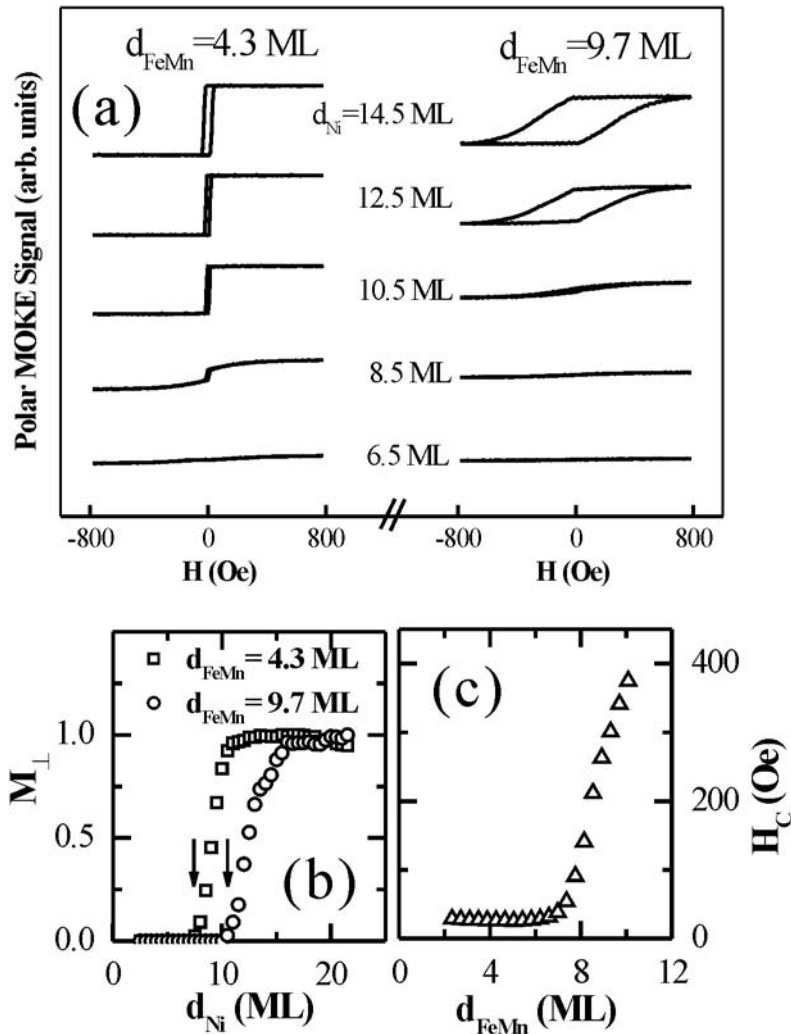 d_FeMn=4.3 ML
d_FeMn=9.7 ML
(a)
Polar MOKE Signal (arb. units)
d_Ni=14.5 ML
12.5 ML
10.5 ML
8.5 ML
6.5 ML
-800 0 800 -800 0 800
H (Oe) H (Oe)
d_FeMn= 4.3 ML
d_FeMn= 9.7 ML
1.0
0.5
0.0
M⊥
(b)
0 10 20
d_Ni (ML)
(c)
400
200
0
H_C (Oe)
0 4 8 12
d_FeMn (ML)